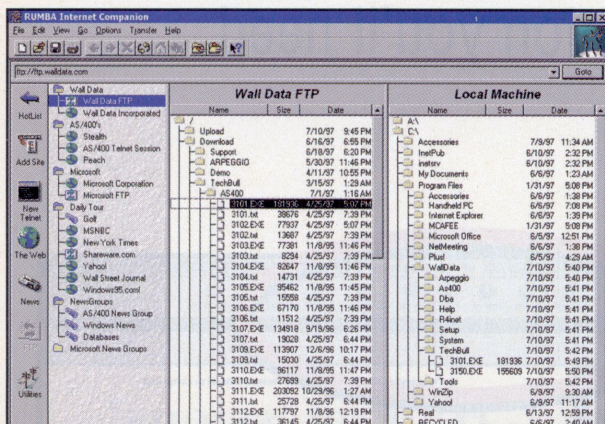 RUMBA Internet Companion
File Edit View Go Options Transfer Help
ftp://ftp.walldata.com Goto
HotList
Add Site
New Telnet
The Web
News
Utilities
Wall Data
Wall Data FTP
Wall Data Incorporated
AS/400's
Stealth
AS/400 Telnet Session
Peach
Microsoft
Microsoft Corporation
Microsoft FTP
Daily Tour
Golf
MSNBC
New York Times
Shareware.com
Yahoo!
Wall Street Journal
Windows95.com!
NewsGroups
AS/400 News Group
Windows News
Databases
Microsoft News Groups
Wall Data FTP
Name Size Date
/
Upload 7/10/97 9:45 PM
Download 6/16/97 6:55 PM
Support 6/10/97 6:20 PM
ARPEGGIO 5/30/97 11:46 PM
Demo 4/11/97 10:55 PM
TechBull 3/15/97 1:29 AM
AS400 7/1/97 1:16 AM
3101.EXE 181936 4/25/97 5:07 PM
3101.txt 38676 4/25/97 7:39 PM
3102.EXE 77937 4/25/97 5:07 PM
3102.txt 13687 4/25/97 7:39 PM
3103.EXE 77381 11/8/95 11:46 PM
3103.txt 8294 4/25/97 7:39 PM
3104.EXE 82647 11/8/95 11:46 PM
3104.txt 14731 4/25/97 7:39 PM
3105.EXE 95462 11/8/95 11:45 PM
3105.txt 15558 4/25/97 7:39 PM
3106.EXE 67170 11/8/95 11:46 PM
3106.txt 11512 4/25/97 7:39 PM
3107.EXE 134918 9/19/96 6:26 PM
3107.txt 19028 4/25/97 6:44 PM
3109.EXE 113907 12/6/96 10:17 PM
3109.txt 15030 4/25/97 6:44 PM
3110.EXE 96117 11/8/95 11:47 PM
3110.txt 27699 4/25/97 7:39 PM
3111.EXE 203092 10/29/96 1:27 AM
3111.txt 25728 4/25/97 6:44 PM
3112.EXE 117797 11/8/96 12:19 PM
3112.txt 36145 4/25/97 6:44 PM
Local Machine
Name Size Date
A:\
C:\
Accessories 7/9/97 11:34 AM
InetPub 6/10/97 2:32 PM
instsrv 6/10/97 2:32 PM
My Documents 6/6/97 1:23 AM
Program Files 1/31/97 5:08 PM
Accessories 6/6/97 1:38 PM
Handheld PC 6/6/97 7:08 PM
Internet Explorer 6/6/97 1:39 PM
MCAFEE 1/31/97 5:08 PM
Microsoft Office 6/5/97 12:51 PM
NetMeeting 6/6/97 1:38 PM
Plus! 6/5/97 4:29 AM
WallData 7/10/97 5:40 PM
Arpeggio 7/10/97 5:40 PM
As400 7/10/97 5:41 PM
Dba 7/10/97 5:41 PM
Help 7/10/97 5:41 PM
R4inet 7/10/97 5:41 PM
Setup 7/10/97 5:41 PM
System 7/10/97 5:41 PM
TechBull 7/10/97 5:42 PM
3101.EXE 181936 7/10/97 5:49 PM
3150.EXE 155609 7/10/97 5:50 PM
Tools 7/10/97 5:42 PM
WinZip 6/9/97 9:30 AM
Yahoo! 6/9/97 11:17 AM
Real 6/13/97 12:59 PM
RECYCLED 6/6/97 2:40 AM